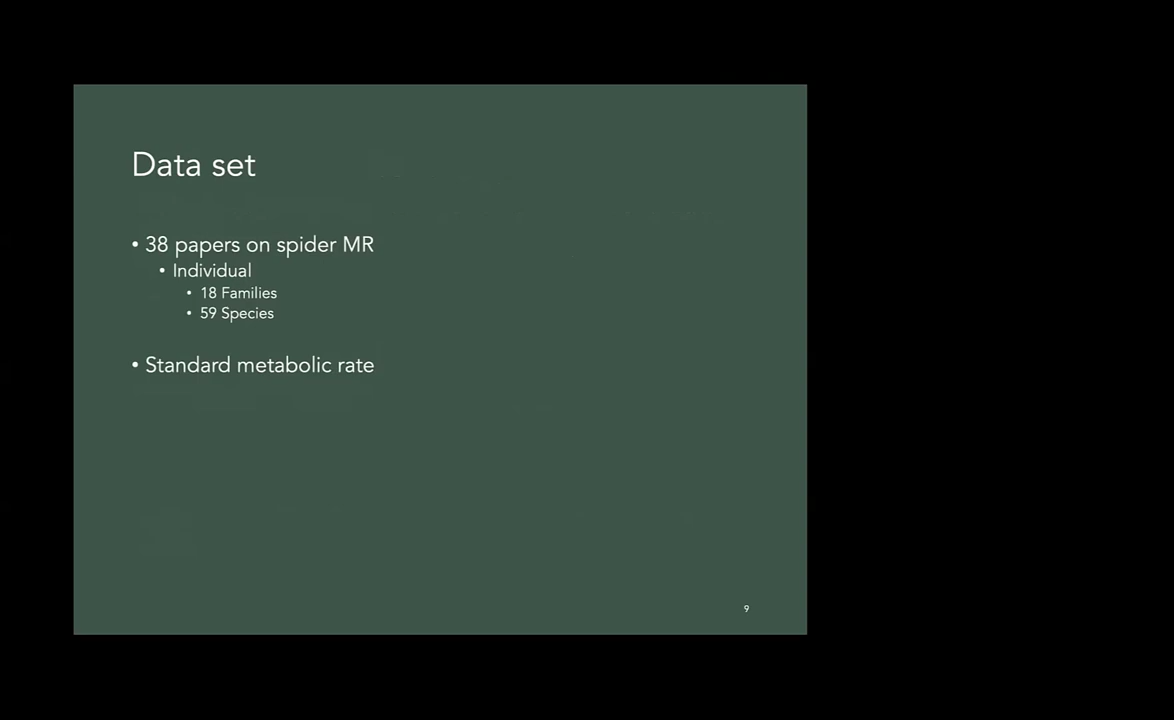 Data set
• 38 papers on spider MR
• Individual
• 18 Families
• 59 Species
• Standard metabolic rate
9